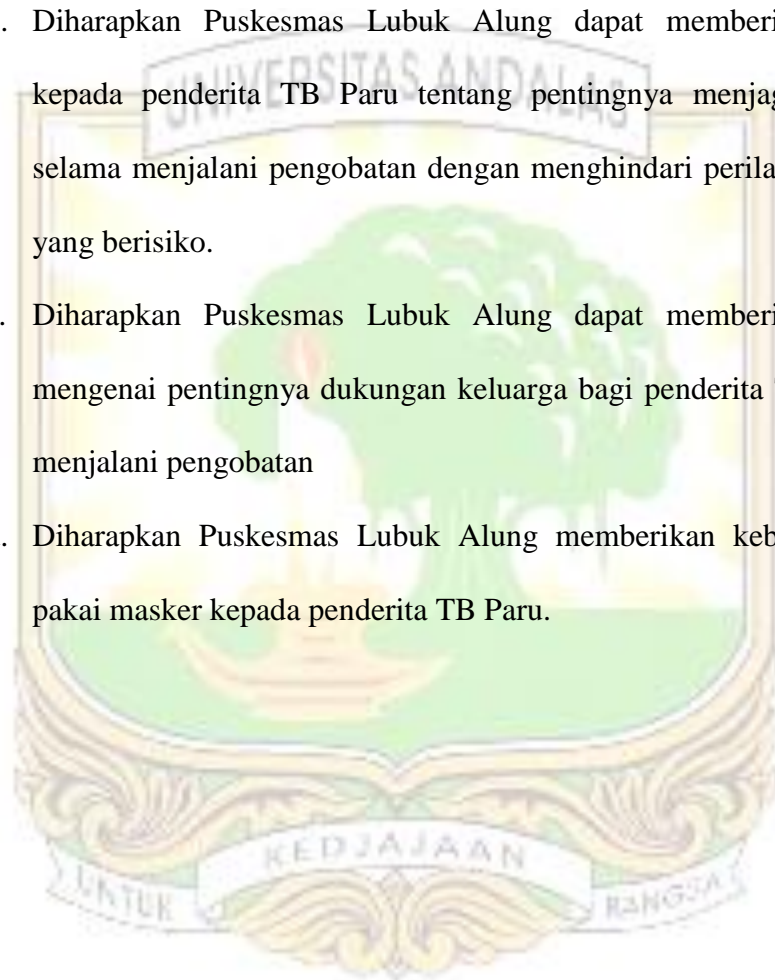 . Diharapkan Puskesmas Lubuk Alung dapat memberi
UNIVERSITAS ANDALAS
kepada penderita TB Paru tentang pentingnya menjag
selama menjalani pengobatan dengan menghindari perila
yang berisiko.
. Diharapkan Puskesmas Lubuk Alung dapat memberi
mengenai pentingnya dukungan keluarga bagi penderita
menjalani pengobatan
. Diharapkan Puskesmas Lubuk Alung memberikan keb
pakai masker kepada penderita TB Paru.
KEDJAJAAN
UNTUK BANGSA